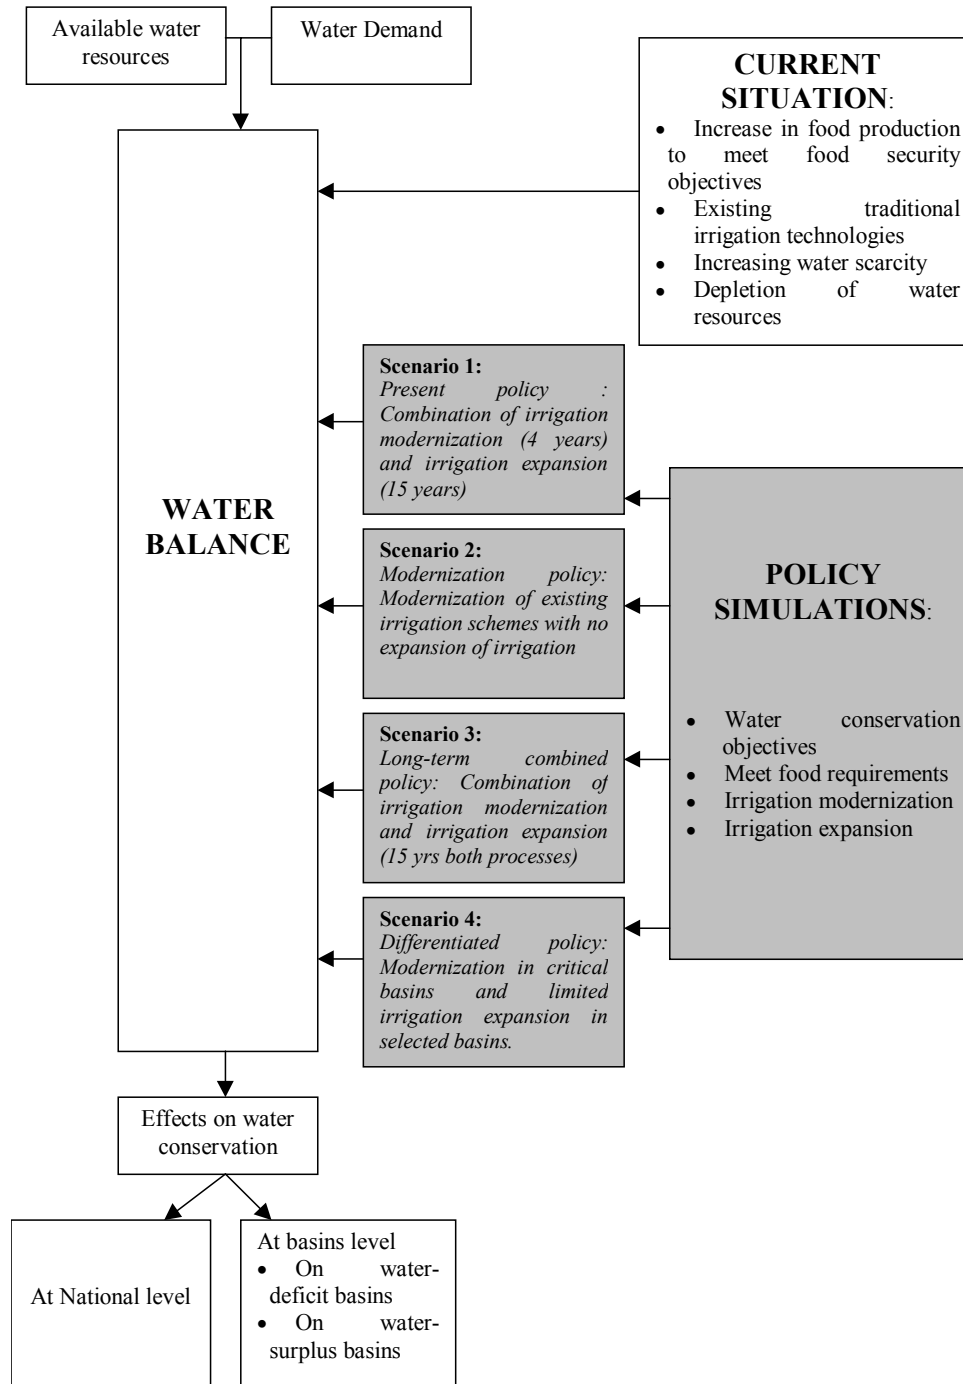 Available water
resources
Water Demand
CURRENT
SITUATION:
• Increase in food production
to meet food security
objectives
• Existing traditional
irrigation technologies
• Increasing water scarcity
• Depletion of water
resources
WATER
BALANCE
Scenario 1:
Present policy :
Combination of irrigation
modernization (4 years)
and irrigation expansion
(15 years)
Scenario 2:
Modernization policy:
Modernization of existing
irrigation schemes with no
expansion of irrigation
Scenario 3:
Long-term combined
policy: Combination of
irrigation modernization
and irrigation expansion
(15 yrs both processes)
Scenario 4:
Differentiated policy:
Modernization in critical
basins and limited
irrigation expansion in
selected basins.
POLICY
SIMULATIONS:
• Water conservation
objectives
• Meet food requirements
• Irrigation modernization
• Irrigation expansion
Effects on water
conservation
At National level
At basins level
• On water-
deficit basins
• On water-
surplus basins